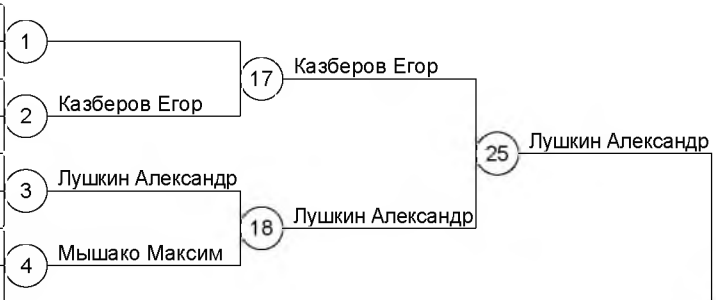 1
17 Казберов Егор
2 Казберов Егор
25 Лушкин Александр
3 Лушкин Александр
18 Лушкин Александр
4 Мышако Максим